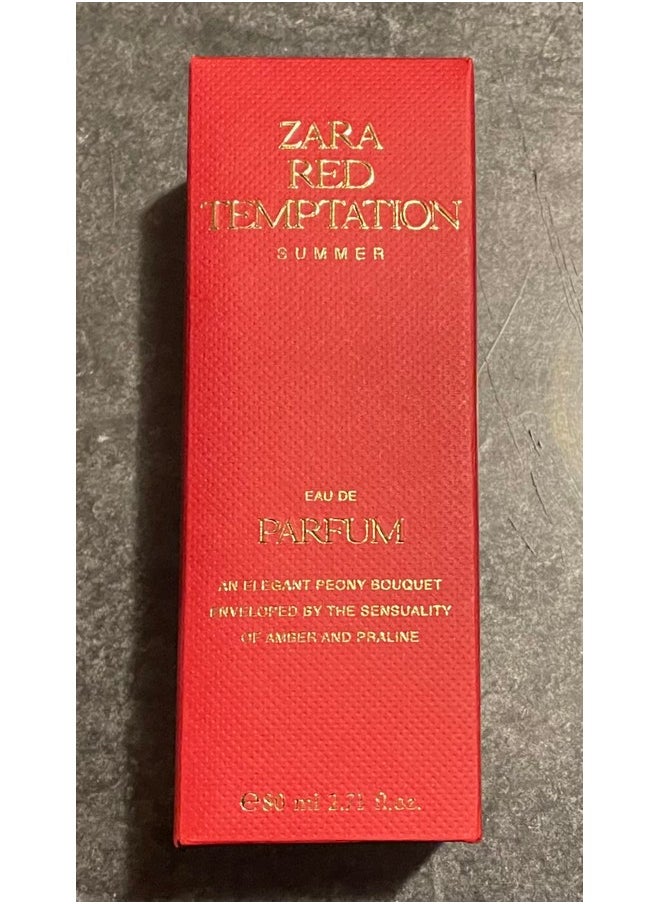 ZARA
RED
TEMPTATION
SUMMER
EAU DE
PARFUM
AN ELEGANT PEONY BOUQUET
ENVELOPED BY THE SENSUALITY
OF AMBER AND PRALINE
℮80 ml 2.71 fl.oz.